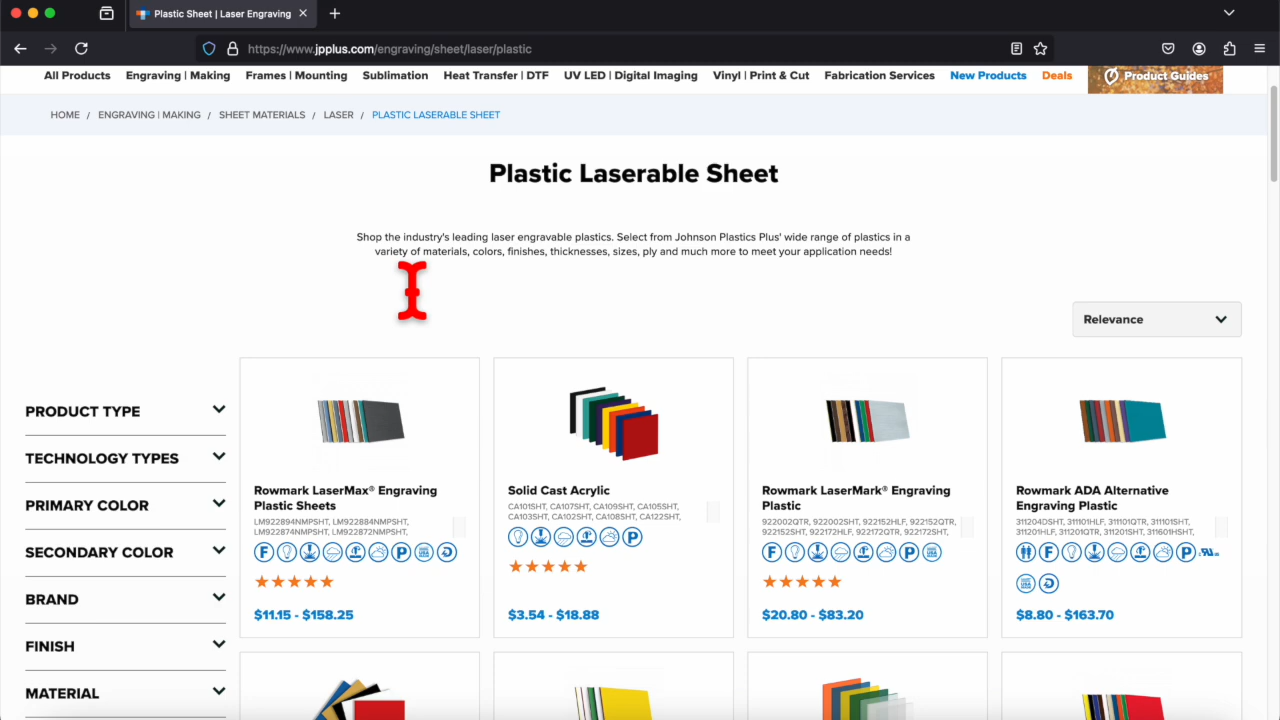 Plastic Sheet | Laser Engraving
https://www.jpplus.com/engraving/sheet/laser/plastic
All Products Engraving | Making Frames | Mounting Sublimation Heat Transfer | DTF UV LED | Digital Imaging Vinyl | Print & Cut Fabrication Services New Products Deals Product Guides
HOME / ENGRAVING | MAKING / SHEET MATERIALS / LASER / PLASTIC LASERABLE SHEET
Plastic Laserable Sheet
Shop the industry's leading laser engravable plastics. Select from Johnson Plastics Plus' wide range of plastics in a
variety of materials, colors, finishes, thicknesses, sizes, ply and much more to meet your application needs!
Relevance
PRODUCT TYPE
TECHNOLOGY TYPES
PRIMARY COLOR
SECONDARY COLOR
BRAND
FINISH
MATERIAL
Rowmark LaserMax® Engraving
Plastic Sheets
LM922894NMPSHT, LM922884NMPSHT,
LM922874NMPSHT, LM922872NMPSHT,
$11.15 - $158.25
Solid Cast Acrylic
CA101SHT, CA107SHT, CA109SHT, CA105SHT,
CA103SHT, CA102SHT, CA108SHT, CA122SHT,
$3.54 - $18.88
Rowmark LaserMark® Engraving
Plastic
922002QTR, 922002SHT, 922152HLF, 922152QTR,
922152SHT, 922172HLF, 922172QTR, 922172SHT,
$20.80 - $83.20
Rowmark ADA Alternative
Engraving Plastic
311204DSHT, 311101HLF, 311101QTR, 311101SHT,
311201HLF, 311201QTR, 311201SHT, 311601HSHT,
$8.80 - $163.70